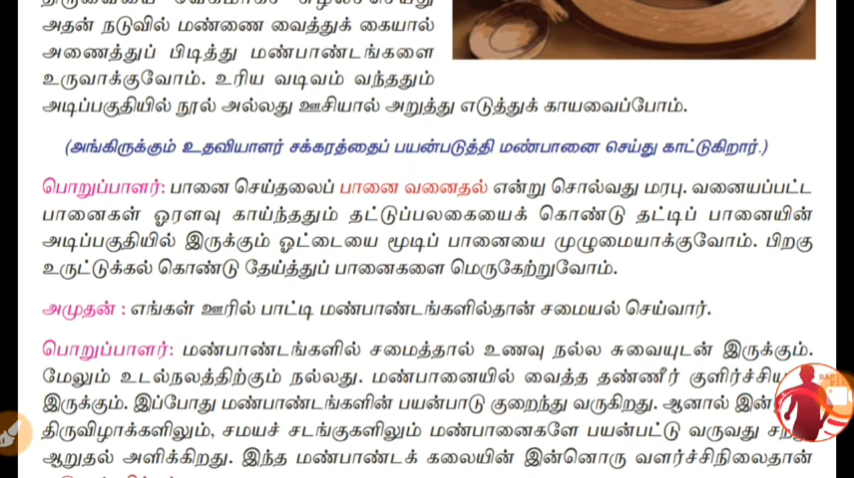 அதன் நடுவில் மண்ணை வைத்துக் கையால்
அணைத்துப் பிடித்து மண்பாண்டங்களை
உருவாக்குவோம். உரிய வடிவம் வந்ததும்
அடிப்பகுதியில் நூல் அல்லது ஊசியால் அறுத்து எடுத்துக் காயவைப்போம்.
(அங்கிருக்கும் உதவியாளர் சக்கரத்தைப் பயன்படுத்தி மண்பானை செய்து காட்டுகிறார்.)
பொறுப்பாளர்: பானை செய்தலைப் பானை வனைதல் என்று சொல்வது மரபு. வனையப்பட்ட
பானைகள் ஓரளவு காய்ந்ததும் தட்டுப்பலகையைக் கொண்டு தட்டிப் பானையின்
அடிப்பகுதியில் இருக்கும் ஓட்டையை மூடிப் பானையை முழுமையாக்குவோம். பிறகு
உருட்டுக்கல் கொண்டு தேய்த்துப் பானைகளை மெருகேற்றுவோம்.
அமுதன் : எங்கள் ஊரில் பாட்டி மண்பாண்டங்களில்தான் சமையல் செய்வார்.
பொறுப்பாளர்: மண்பாண்டங்களில் சமைத்தால் உணவு நல்ல சுவையுடன் இருக்கும்.
மேலும் உடல்நலத்திற்கும் நல்லது. மண்பானையில் வைத்த தண்ணீர்
இருக்கும். இப்போது மண்பாண்டங்களின் பயன்பாடு குறைந்து வருகிறது. ஆனால்
திருவிழாக்களிலும், சமயச் சடங்குகளிலும் மண்பானைகளே பயன்பட்டு வருவது
ஆறுதல் அளிக்கிறது. இந்த மண்பாண்டக் கலையின் இன்னொரு வளர்ச்சிநிலைதான்